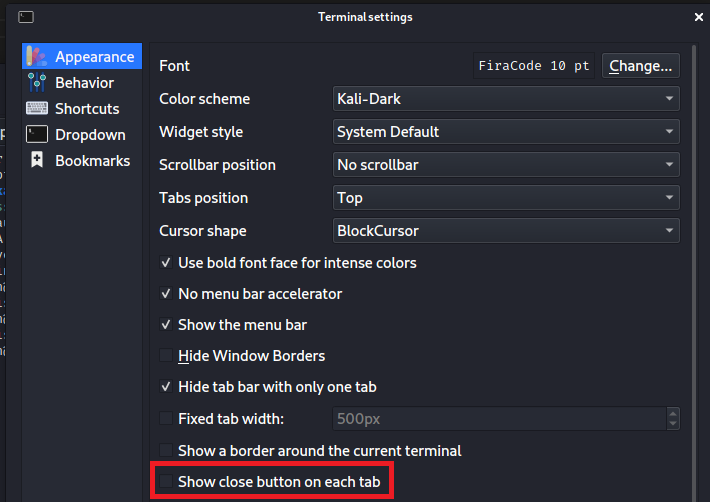 Terminal settings
Appearance
Behavior
Shortcuts
Dropdown
Bookmarks
Font FiraCode 10 pt Change...
Color scheme Kali-Dark
Widget style System Default
Scrollbar position No scrollbar
Tabs position Top
Cursor shape BlockCursor
Use bold font face for intense colors
No menu bar accelerator
Show the menu bar
Hide Window Borders
Hide tab bar with only one tab
Fixed tab width: 500px
Show a border around the current terminal
Show close button on each tab